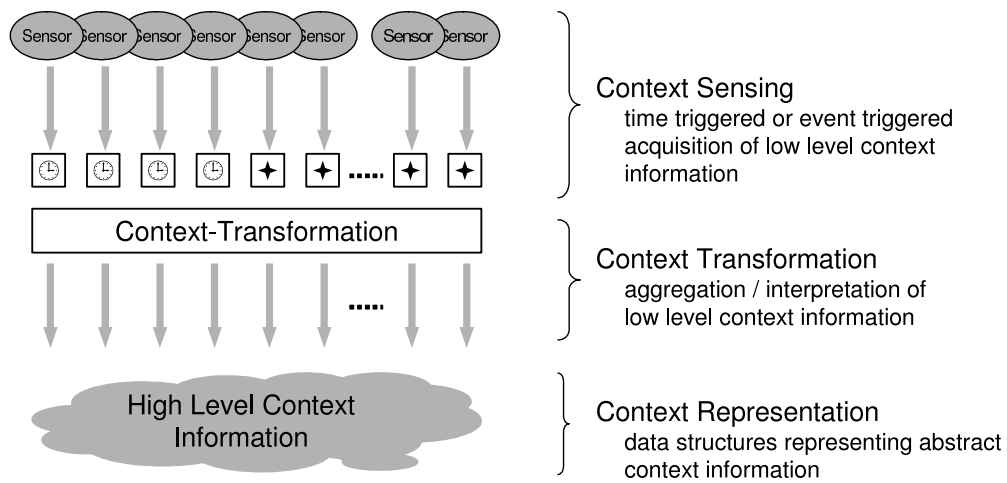 Sensor Sensor Sensor Sensor Sensor Sensor Sensor Sensor
Context Sensing
time triggered or event triggered
acquisition of low level context
information
Context-Transformation
Context Transformation
aggregation / interpretation of
low level context information
High Level Context
Information
Context Representation
data structures representing abstract
context information